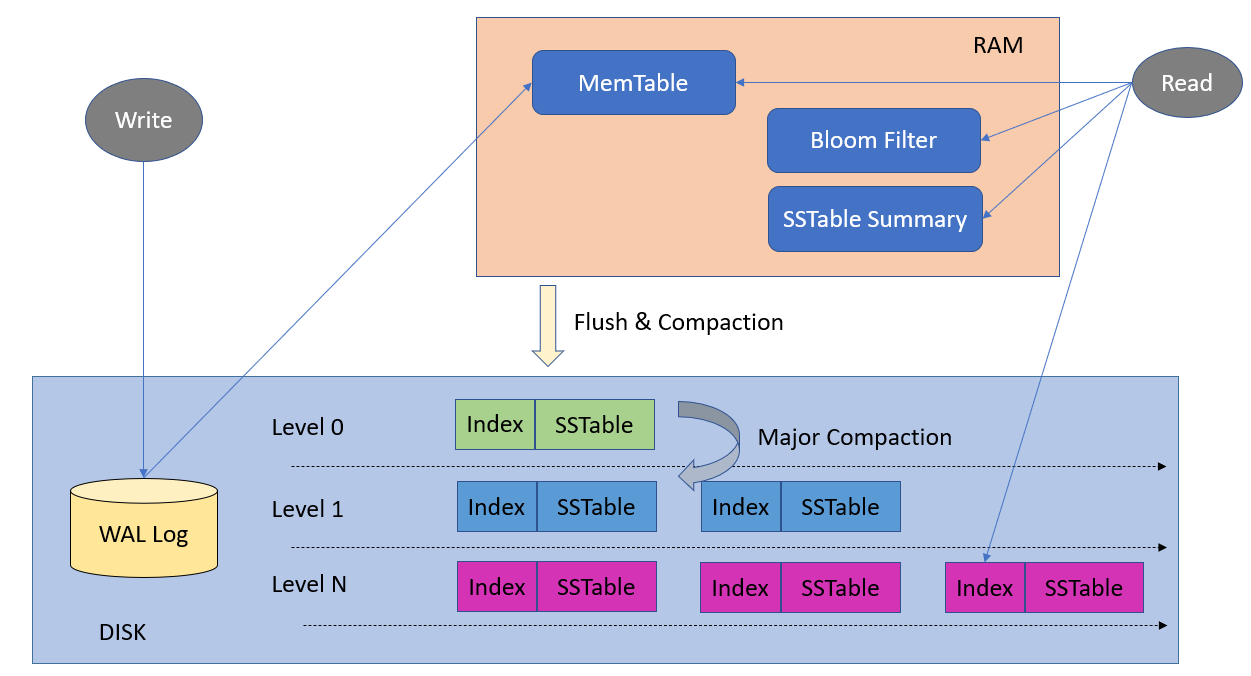 RAM
MemTable
Read
Write
Bloom Filter
SSTable Summary
Flush & Compaction
Level 0
Index SSTable
Major Compaction
Level 1
Index SSTable
Index SSTable
WAL Log
Level N
Index SSTable
Index SSTable
Index SSTable
DISK